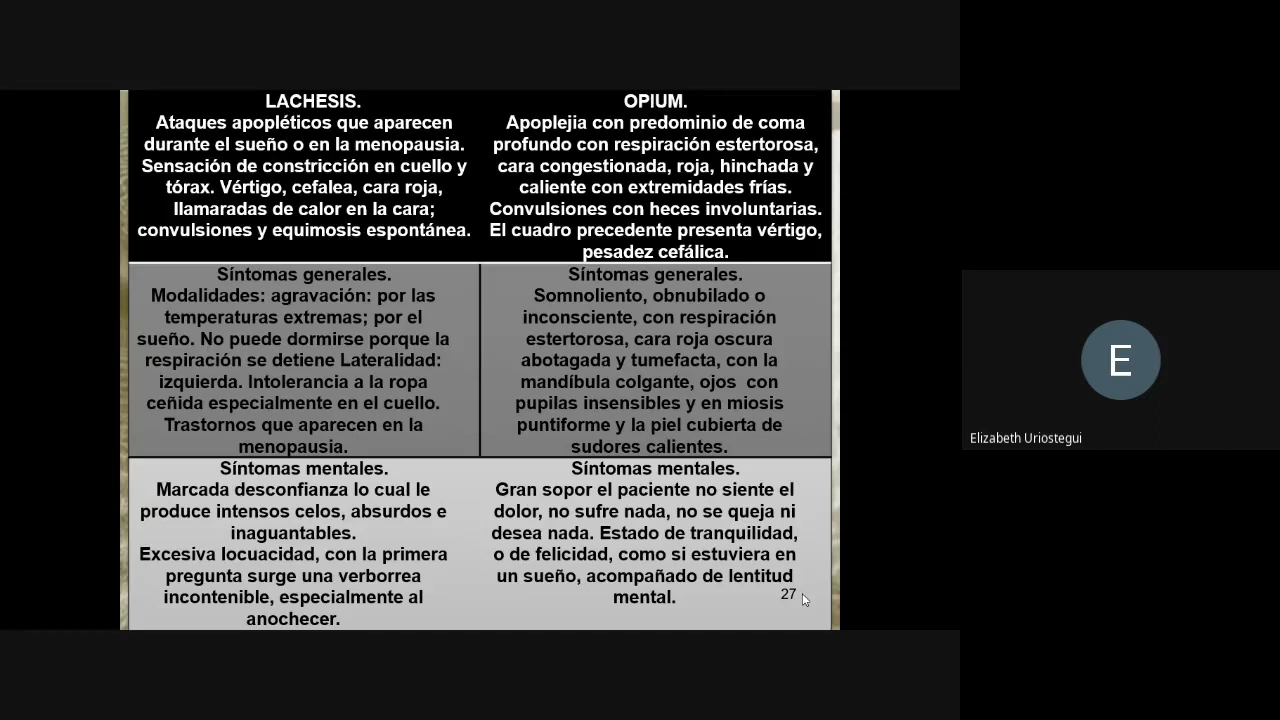 LACHESIS.
Ataques apopléticos que aparecen
durante el sueño o en la menopausia.
Sensación de constricción en cuello y
tórax. Vértigo, cefalea, cara roja,
llamaradas de calor en la cara;
convulsiones y equimosis espontánea.
OPIUM.
Apoplejia con predominio de coma
profundo con respiración estertorosa,
cara congestionada, roja, hinchada y
caliente con extremidades frías.
Convulsiones con heces involuntarias.
El cuadro precedente presenta vértigo,
pesadez cefálica.
Síntomas generales.
Modalidades: agravación: por las
temperaturas extremas; por el
sueño. No puede dormirse porque la
respiración se detiene Lateralidad:
izquierda. Intolerancia a la ropa
ceñida especialmente en el cuello.
Trastornos que aparecen en la
menopausia.
Síntomas generales.
Somnoliento, obnubilado o
inconsciente, con respiración
estertorosa, cara roja oscura
abotagada y tumefacta, con la
mandíbula colgante, ojos con
pupilas insensibles y en miosis
puntiforme y la piel cubierta de
sudores calientes.
Síntomas mentales.
Marcada desconfianza lo cual le
produce intensos celos, absurdos e
inaguantables.
Excesiva locuacidad, con la primera
pregunta surge una verborrea
incontenible, especialmente al
anochecer.
Síntomas mentales.
Gran sopor el paciente no siente el
dolor, no sufre nada, no se queja ni
desea nada. Estado de tranquilidad,
o de felicidad, como si estuviera en
un sueño, acompañado de lentitud
mental.
27
E
Elizabeth Uriostegui